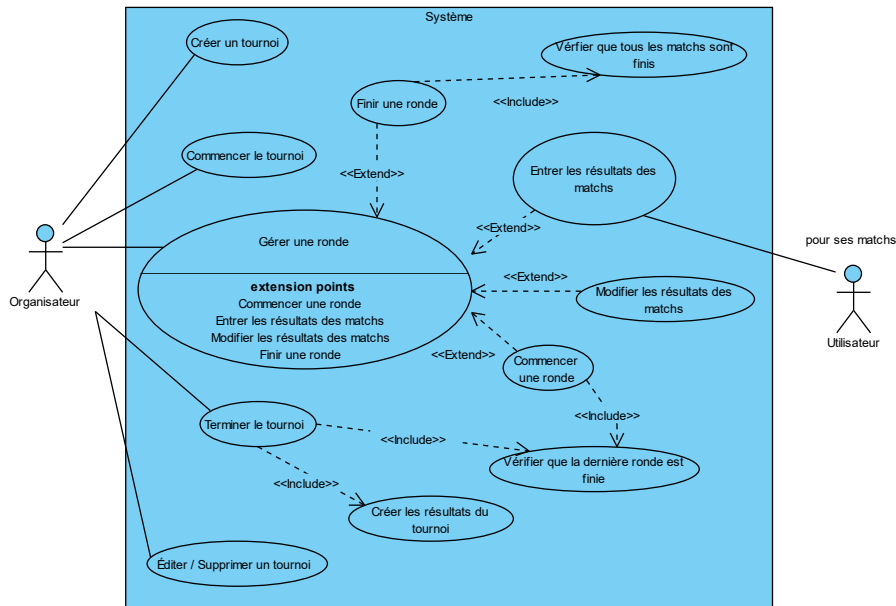 Système
Créer un tournoi
Vérfier que tous les matchs sont
finis
<<Include>>
Finir une ronde
Commencer le tournoi
<<Extend>>
Entrer les résultats des
matchs
<<Extend>>
pour ses matchs
Gérer une ronde
extension points
Commencer une ronde
Entrer les résultats des matchs
Modifier les résultats des matchs
Finir une ronde
<<Extend>>
Modifier les résultats des
matchs
Organisateur
Utilisateur
<<Extend>>
Commencer
une ronde
<<Include>>
Terminer le tournoi
<<Include>>
Vérifier que la dernière ronde est
finie
<<Include>>
Créer les résultats du
tournoi
Éditer / Supprimer un tournoi